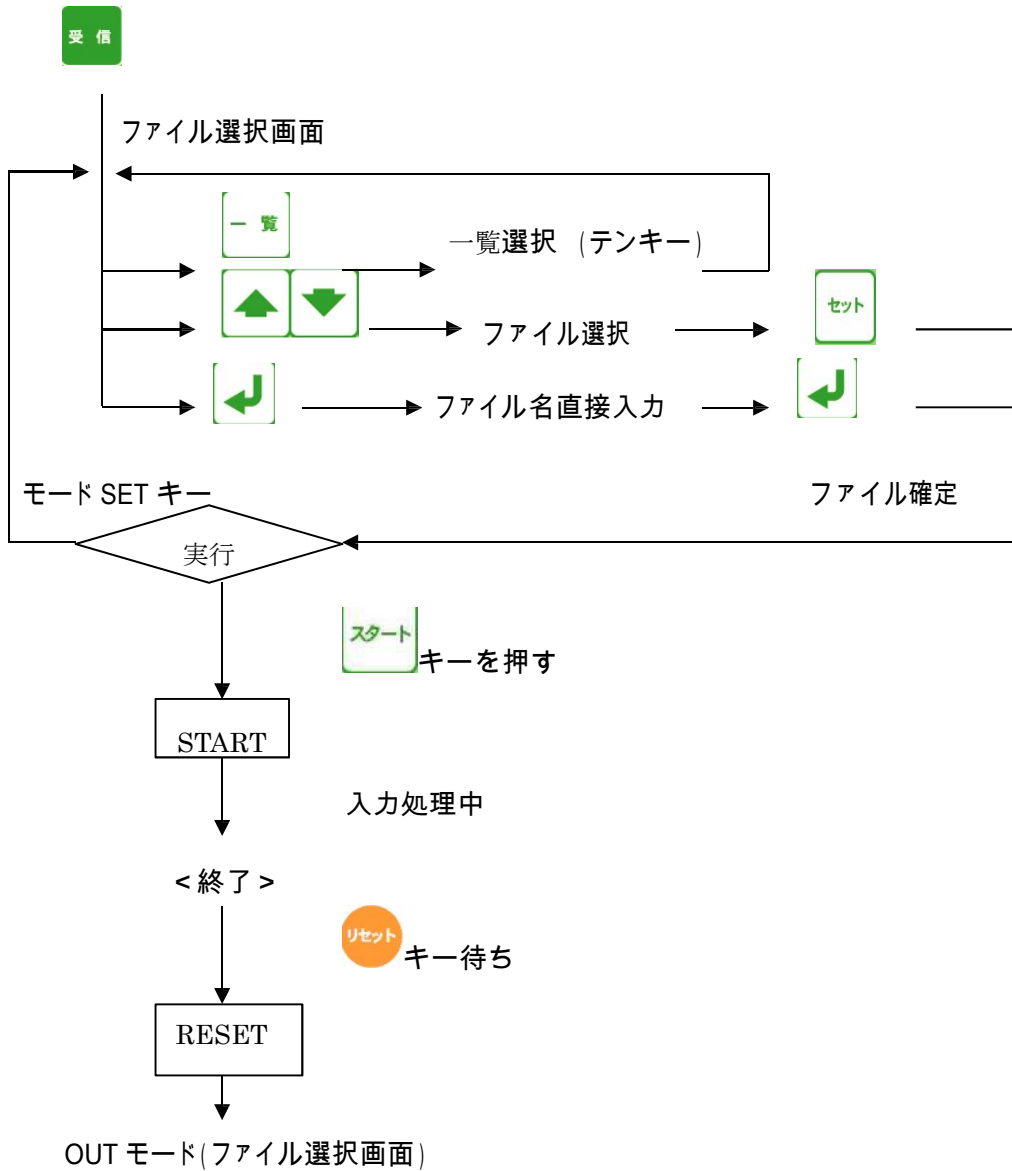 受 信
ファイル選択画面
一 覧
一覧選択 (テンキー)
ファイル選択
セット
ファイル名直接入力
モード SET キー
ファイル確定
実行
スタート
キーを押す
START
入力処理中
<終了>
リセット
キー待ち
RESET
OUT モード(ファイル選択画面)